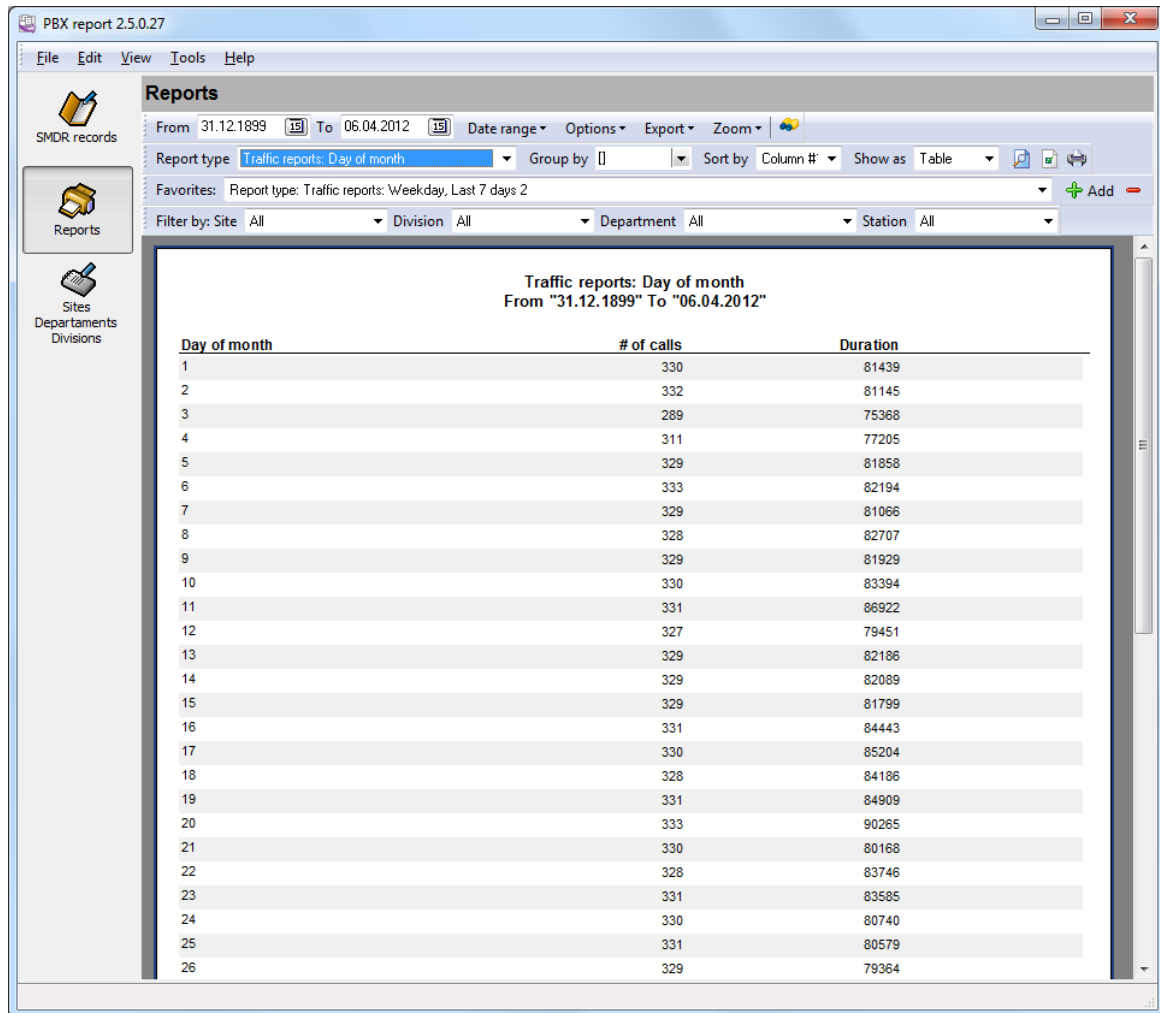 PBX report 2.5.0.27
File Edit View Tools Help
SMDR records
Reports
Sites
Departaments
Divisions
Reports
From 31.12.1899 15 To 06.04.2012 15 Date range Options Export Zoom
Report type Traffic reports: Day of month Group by [] Sort by Column #' Show as Table
Favorites: Report type: Traffic reports: Weekday, Last 7 days 2 Add
Filter by: Site All Division All Department All Station All
Traffic reports: Day of month
From "31.12.1899" To "06.04.2012"
Day of month # of calls Duration
1 330 81439
2 332 81145
3 289 75368
4 311 77205
5 329 81858
6 333 82194
7 329 81066
8 328 82707
9 329 81929
10 330 83394
11 331 86922
12 327 79451
13 329 82186
14 329 82089
15 329 81799
16 331 84443
17 330 85204
18 328 84186
19 331 84909
20 333 90265
21 330 80168
22 328 83746
23 331 83585
24 330 80740
25 331 80579
26 329 79364